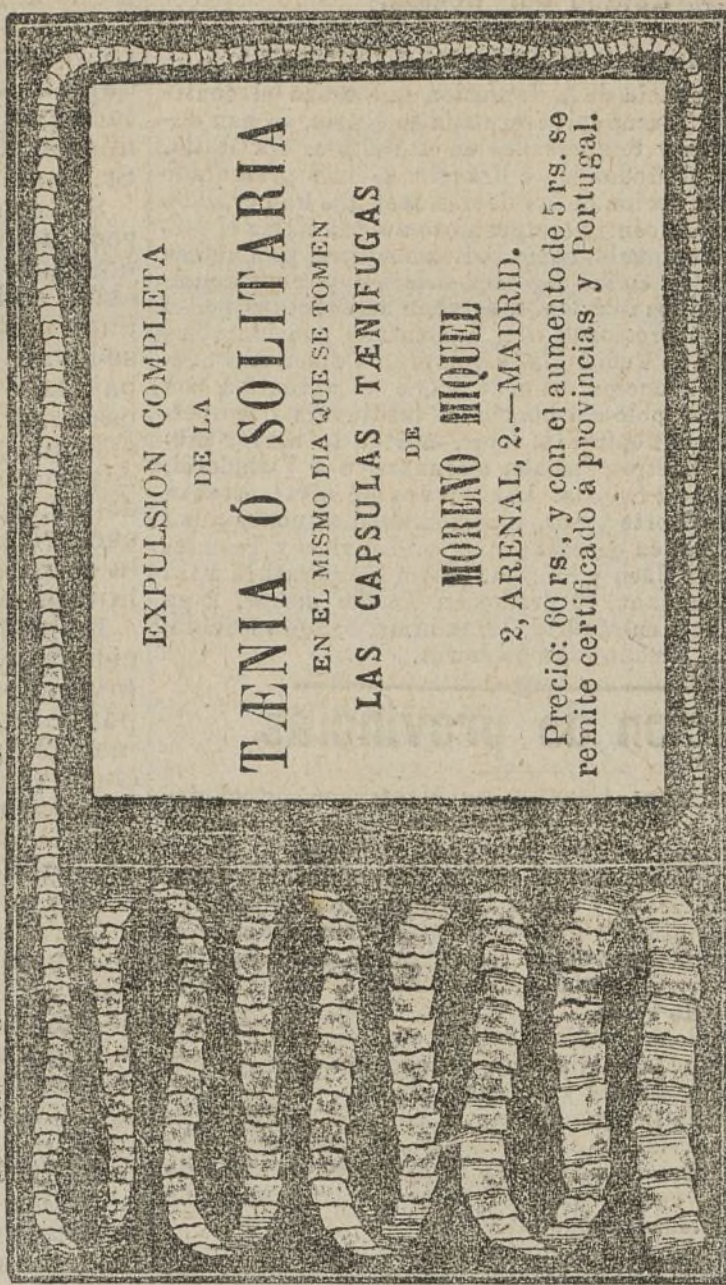 EXPULSION COMPLETA
DE LA
TÆNIA Ó SOLITARIA
EN EL MISMO DIA QUE SE TOMEN
LAS CAPSULAS TÆNIFUGAS
DE
MORENO MIQUEL
2, ARENAL, 2.—MADRID.
Precio: 60 rs., y con el aumento de 5 rs. se
remite certificado á provincias y Portugal.